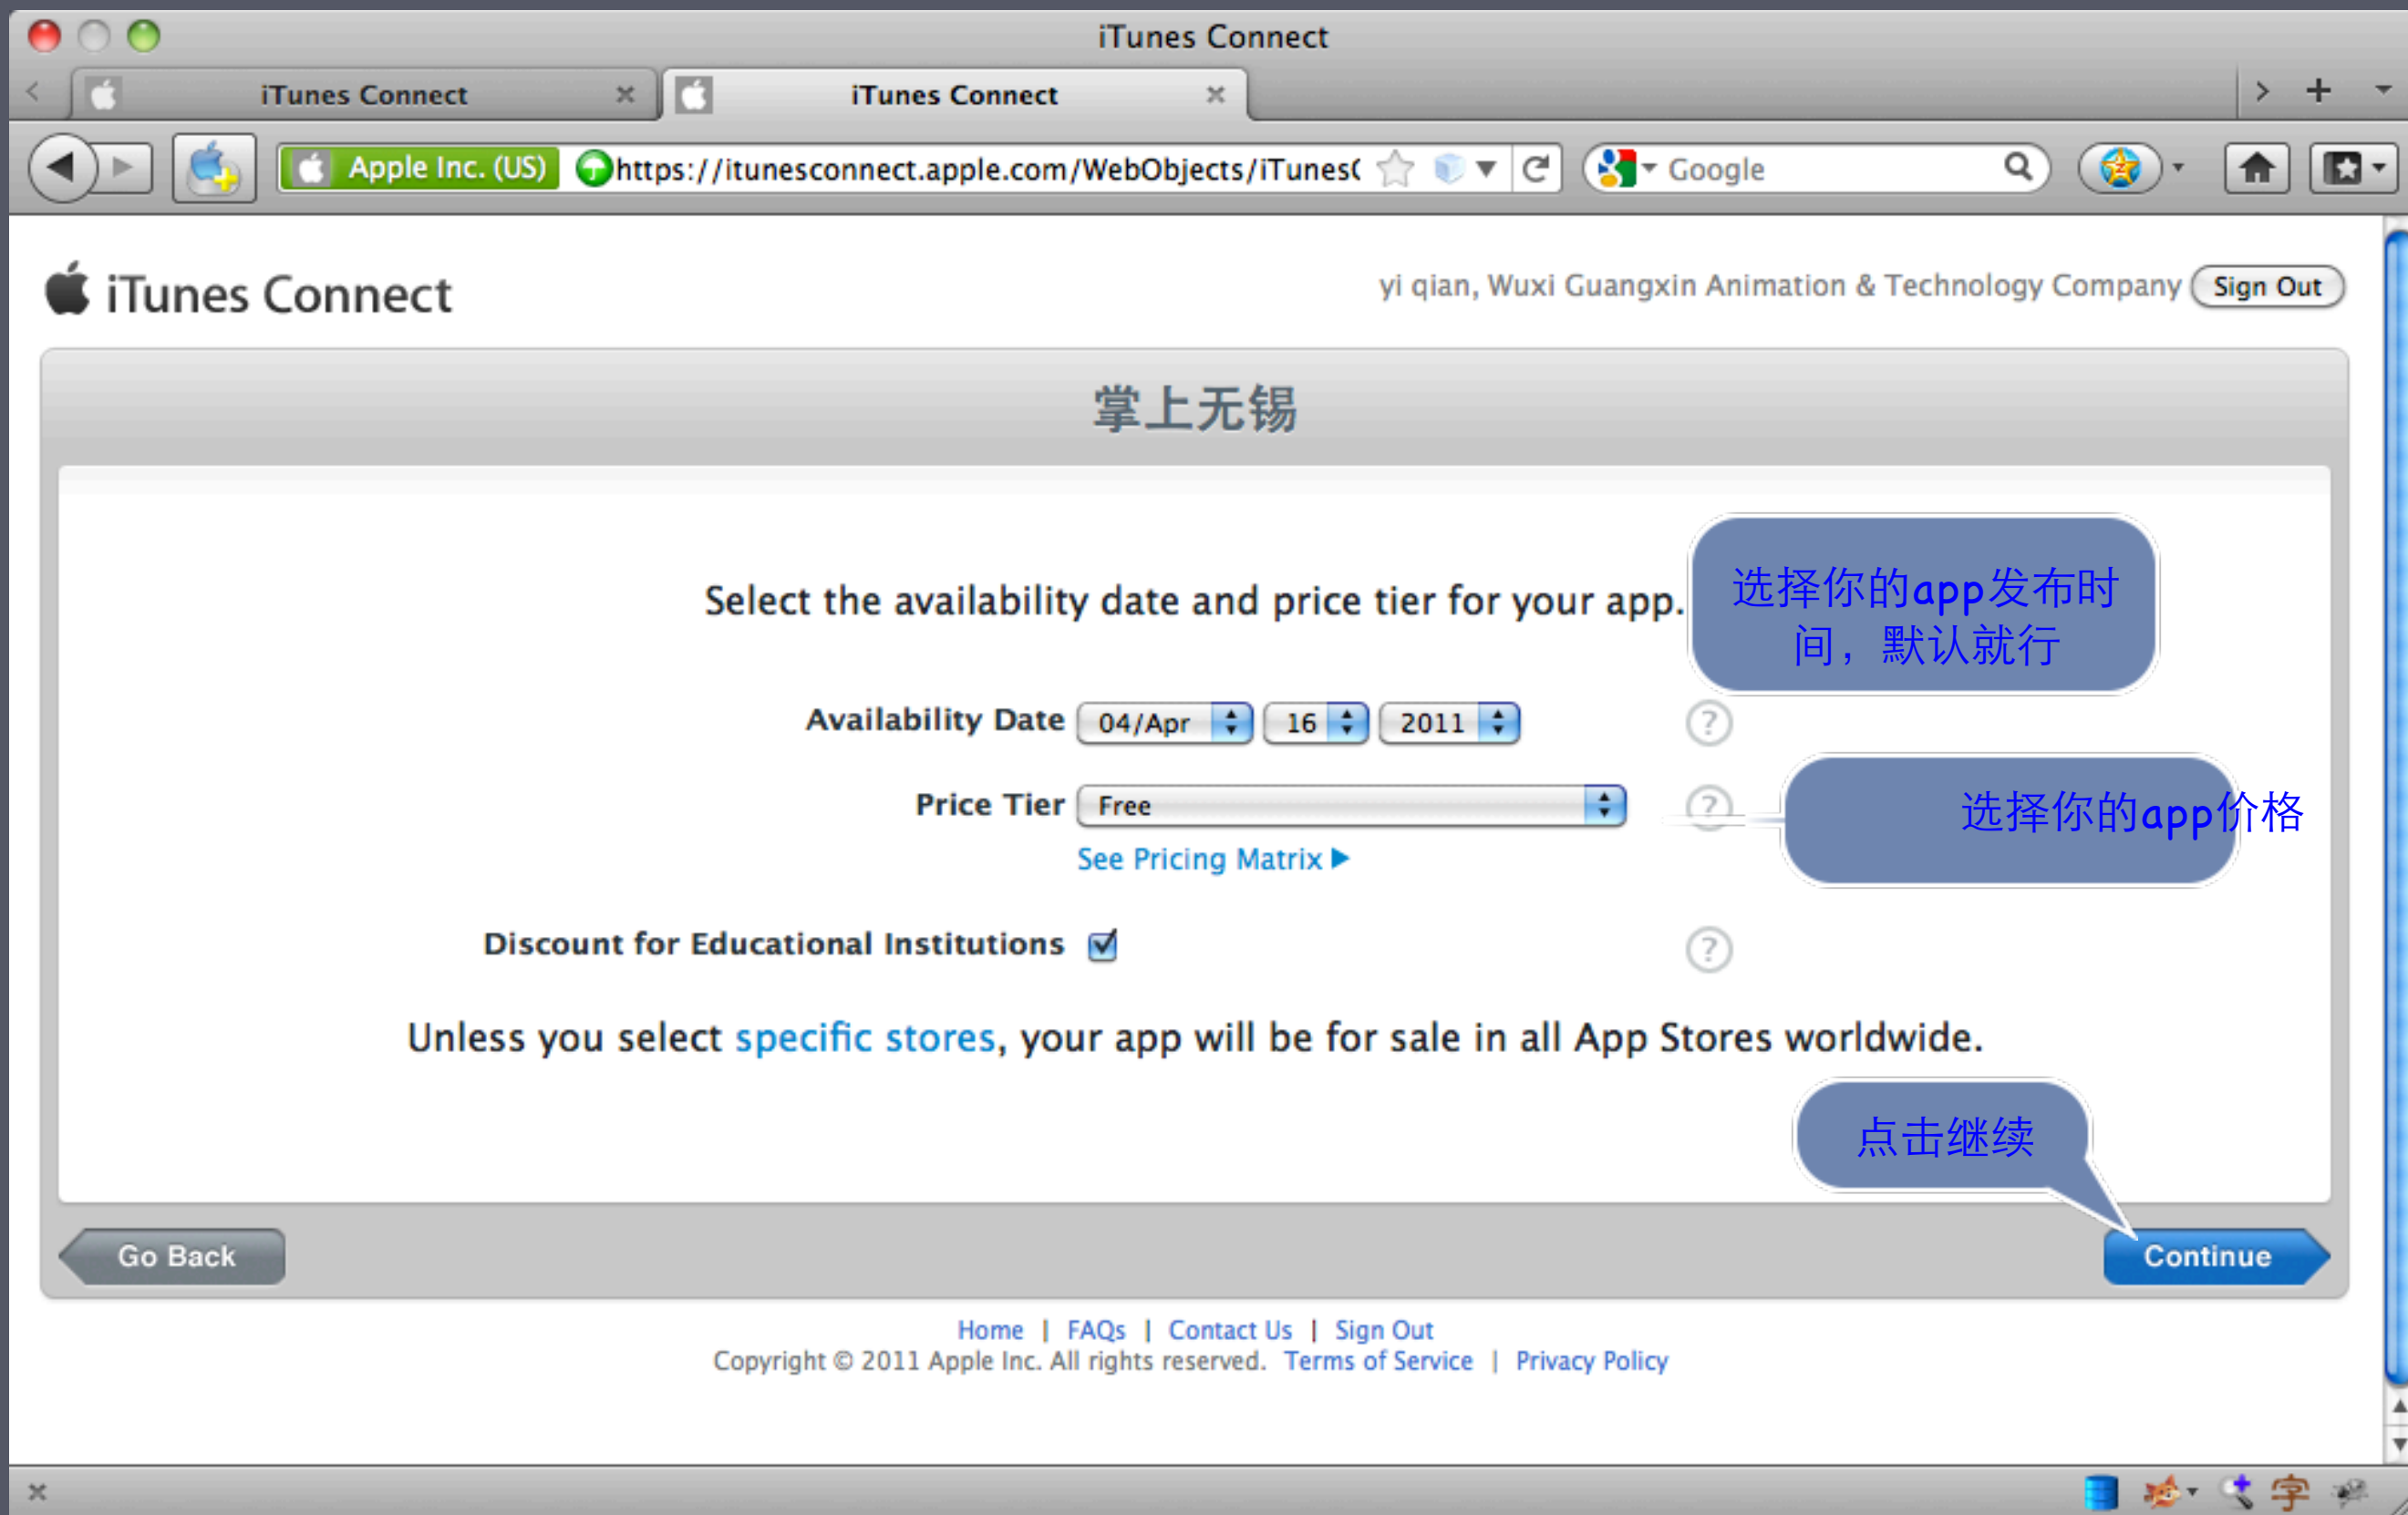 iTunes Connect
iTunes Connect
iTunes Connect
Apple Inc. (US) https://itunesconnect.apple.com/WebObjects/iTunesC
Google
iTunes Connect
yi qian, Wuxi Guangxin Animation & Technology Company Sign Out
掌上无锡
Select the availability date and price tier for your app.
选择你的app发布时
间，默认就行
Availability Date 04/Apr 16 2011 ?
Price Tier Free ?
选择你的app价格
See Pricing Matrix
Discount for Educational Institutions ?
Unless you select specific stores, your app will be for sale in all App Stores worldwide.
点击继续
Go Back
Continue
Home | FAQs | Contact Us | Sign Out
Copyright © 2011 Apple Inc. All rights reserved. Terms of Service | Privacy Policy
字